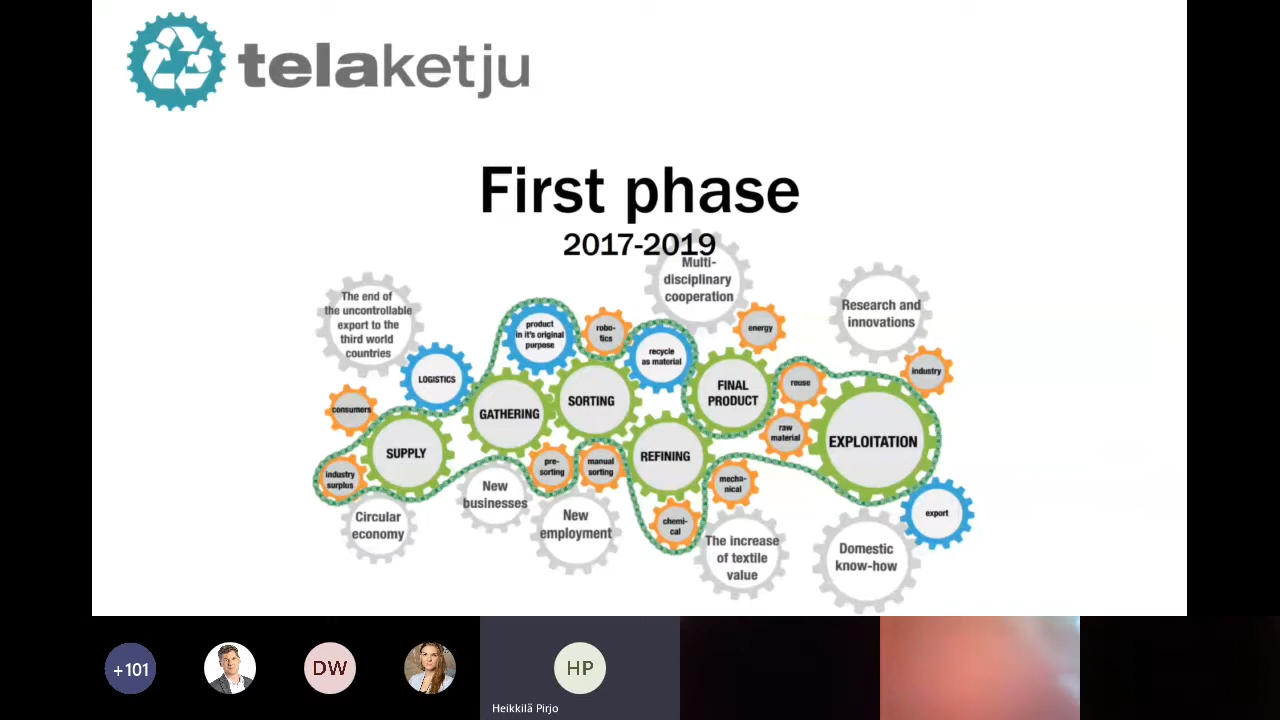 telaketju
First phase
2017-2019
Multi-
disciplinary
cooperation
The end of
the uncontrollable
export to the
third world
countries
Research and
innovations
product
in it's original
purpose
robo-
tics
energy
recycle
as material
LOGISTICS
industry
reuse
FINAL
PRODUCT
consumers
GATHERING
SORTING
raw
material
EXPLOITATION
SUPPLY
REFINING
industry
surplus
pre-
sorting
manual
sorting
mecha-
nical
New
businesses
export
Circular
economy
New
employment
chemi-
cal
The increase
of textile
value
Domestic
know-how
+101
DW
HP
Heikkilä Pirjo